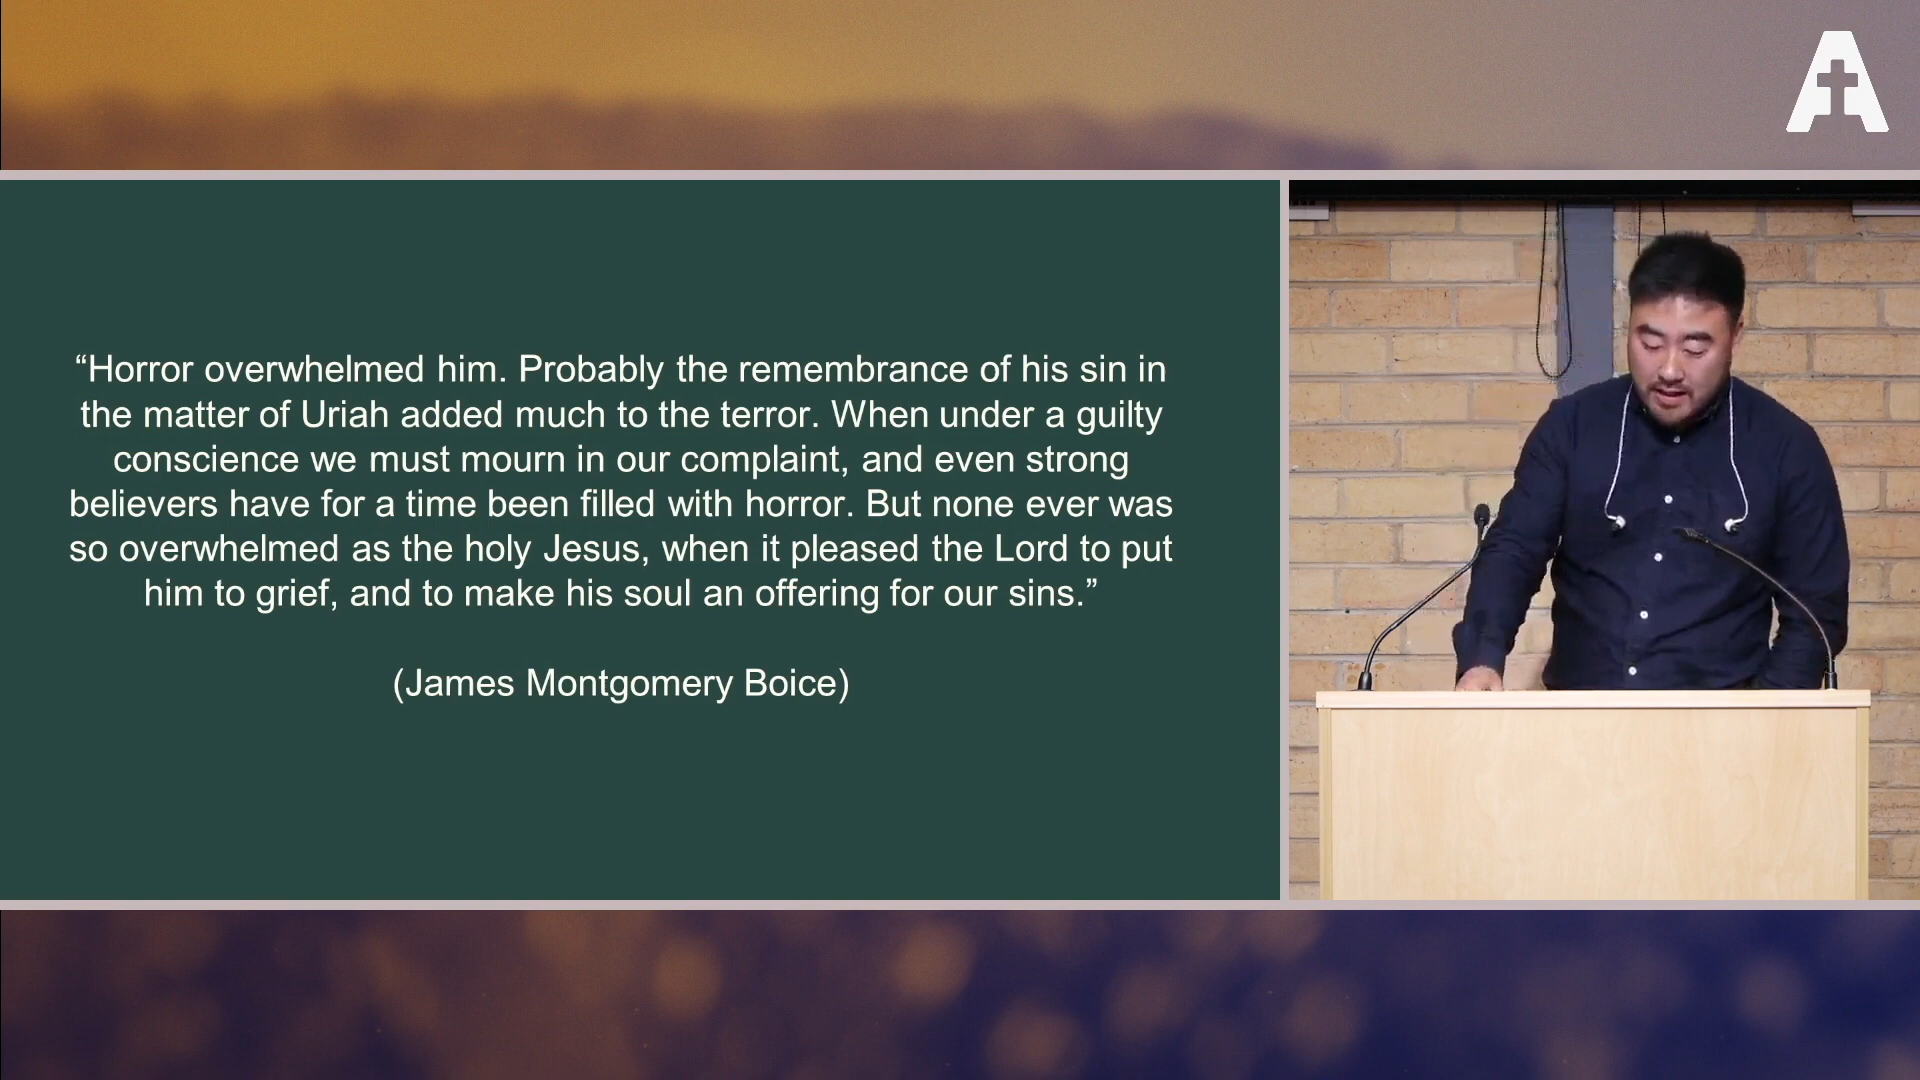 “Horror overwhelmed him. Probably the remembrance of his sin in
the matter of Uriah added much to the terror. When under a guilty
conscience we must mourn in our complaint, and even strong
believers have for a time been filled with horror. But none ever was
so overwhelmed as the holy Jesus, when it pleased the Lord to put
him to grief, and to make his soul an offering for our sins.”
(James Montgomery Boice)
A